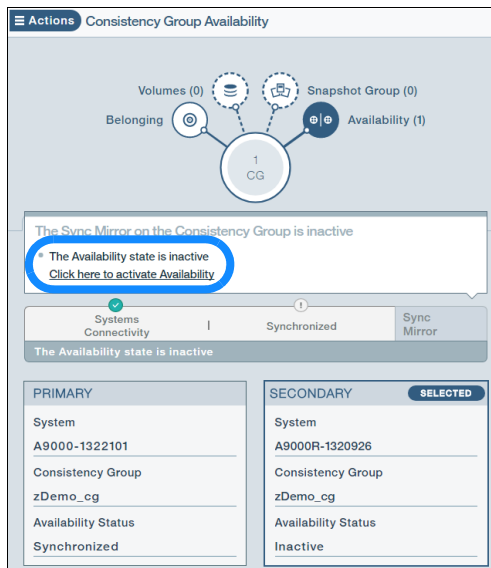 Actions Consistency Group Availability
Volumes (0) Snapshot Group (0)
Belonging Availability (1)
1
CG
The Sync Mirror on the Consistency Group is inactive
The Availability state is inactive
Click here to activate Availability
Systems
Connectivity
Synchronized
Sync
Mirror
The Availability state is inactive
PRIMARY
System
A9000-1322101
Consistency Group
zDemo_cg
Availability Status
Synchronized
SECONDARY SELECTED
System
A9000R-1320926
Consistency Group
zDemo_cg
Availability Status
Inactive